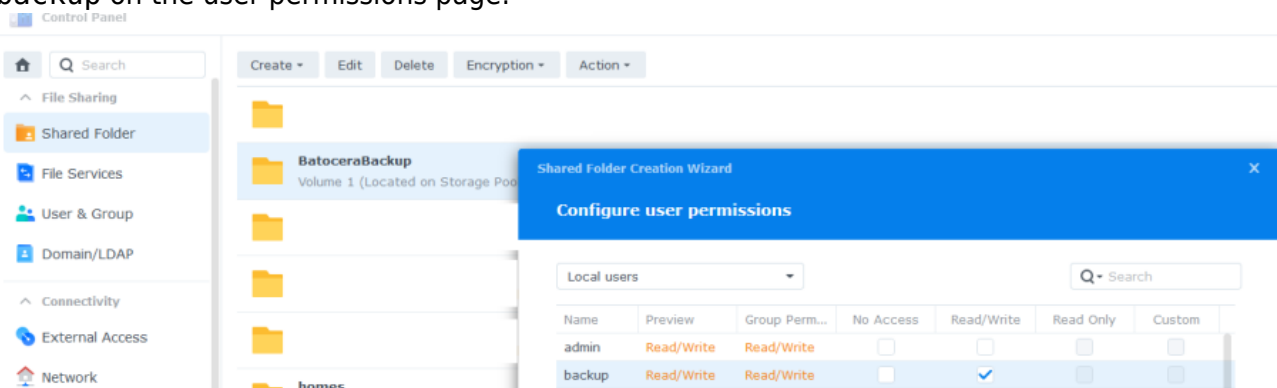 backup on the user permissions page.
Control Panel
Search
Create Edit Delete Encryption Action
File Sharing
Shared Folder
BatoceraBackup
Volume 1 (Located on Storage Poo
File Services
User & Group
Domain/LDAP
Connectivity
External Access
Network
homes
Shared Folder Creation Wizard
X
Configure user permissions
Local users
Search
Name Preview Group Perm... No Access Read/Write Read Only Custom
admin Read/Write Read/Write
backup Read/Write Read/Write